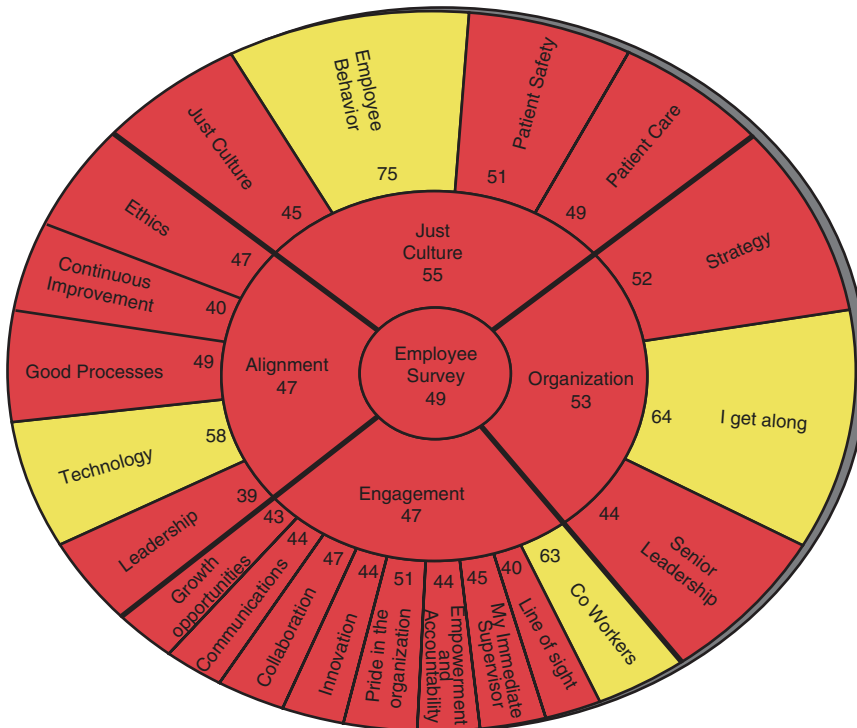 Employee
Survey
49
Just
Culture
55
Organization
53
Engagement
47
Alignment
47
Just Culture
45
Employee
Behavior
75
Patient Safety
51
Patient Care
49
Strategy
52
I get along
64
Senior
Leadership
44
Co Workers
63
Line of sight
40
My Immediate
Supervisor
45
Empowerment
and
Accountability
44
Pride in the
organization
51
Innovation
44
Collaboration
47
Communications
44
Growth
opportunities
43
Leadership
39
Technology
58
Good Processes
49
Continuous
Improvement
40
Ethics
47